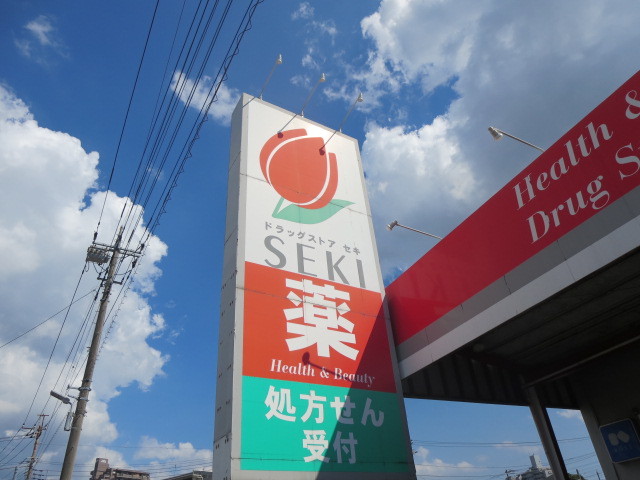 ドラッグストア セキ
SEKI
薬
Health & Beauty
処方せん
受付
Health &
Drug S